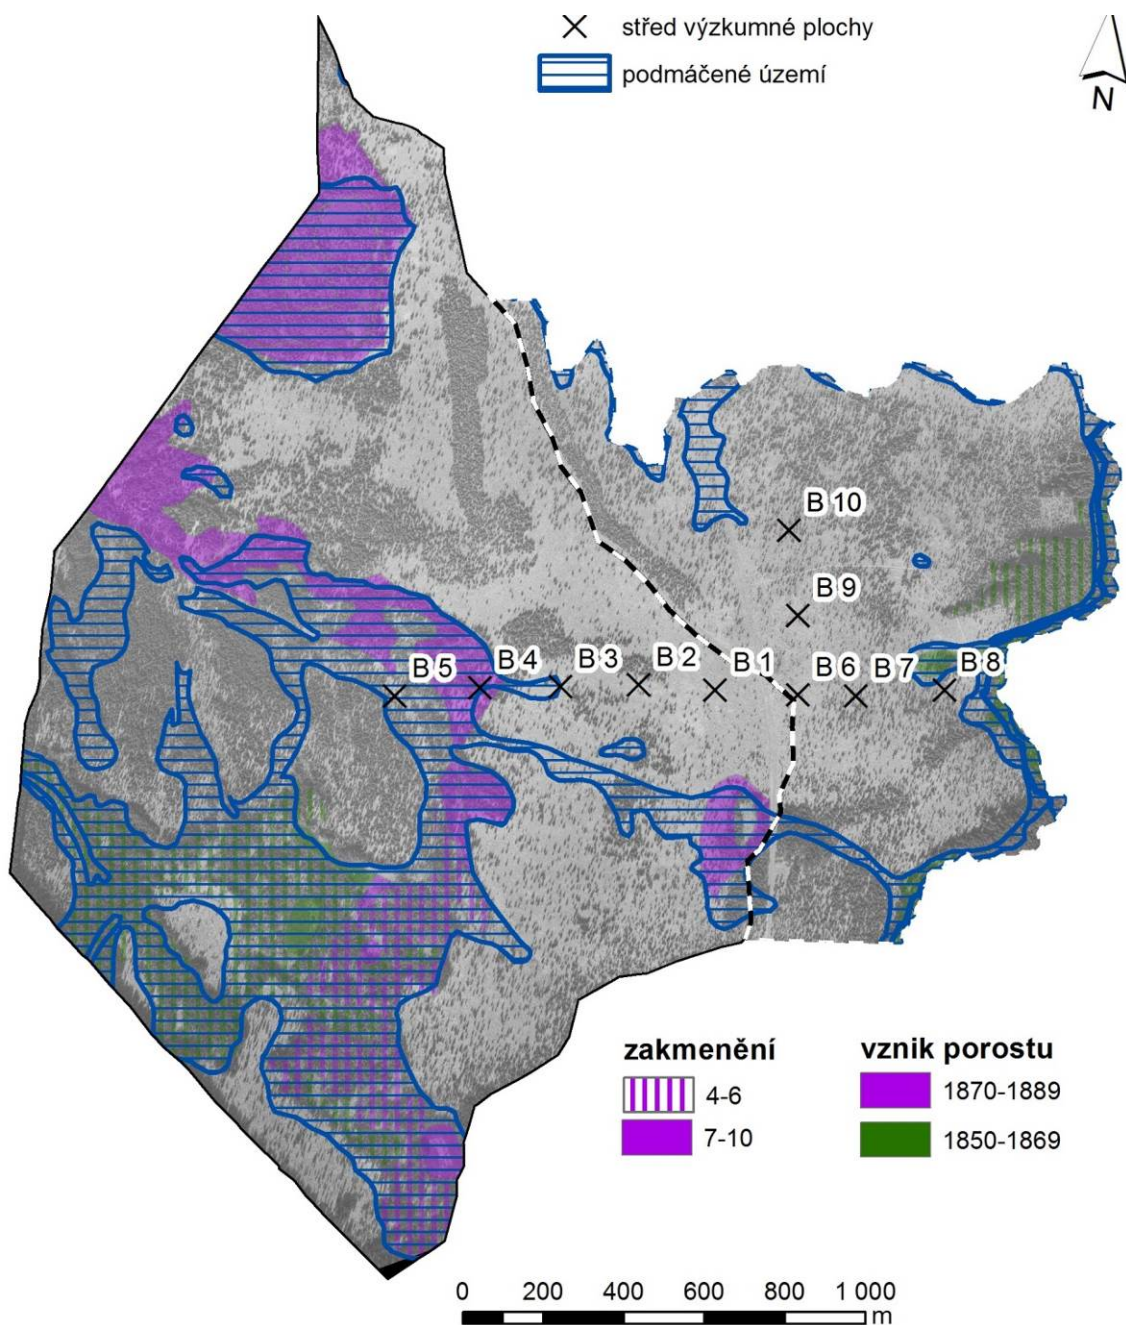 střed výzkumné plochy
podmáčené území
N
B 10
B 9
B 5
B 4
B 3
B 2
B 1
B 6
B 7
B 8
zakmenění
4-6
7-10
vznik porostu
1870-1889
1850-1869
0 200 400 600 800 1 000
m